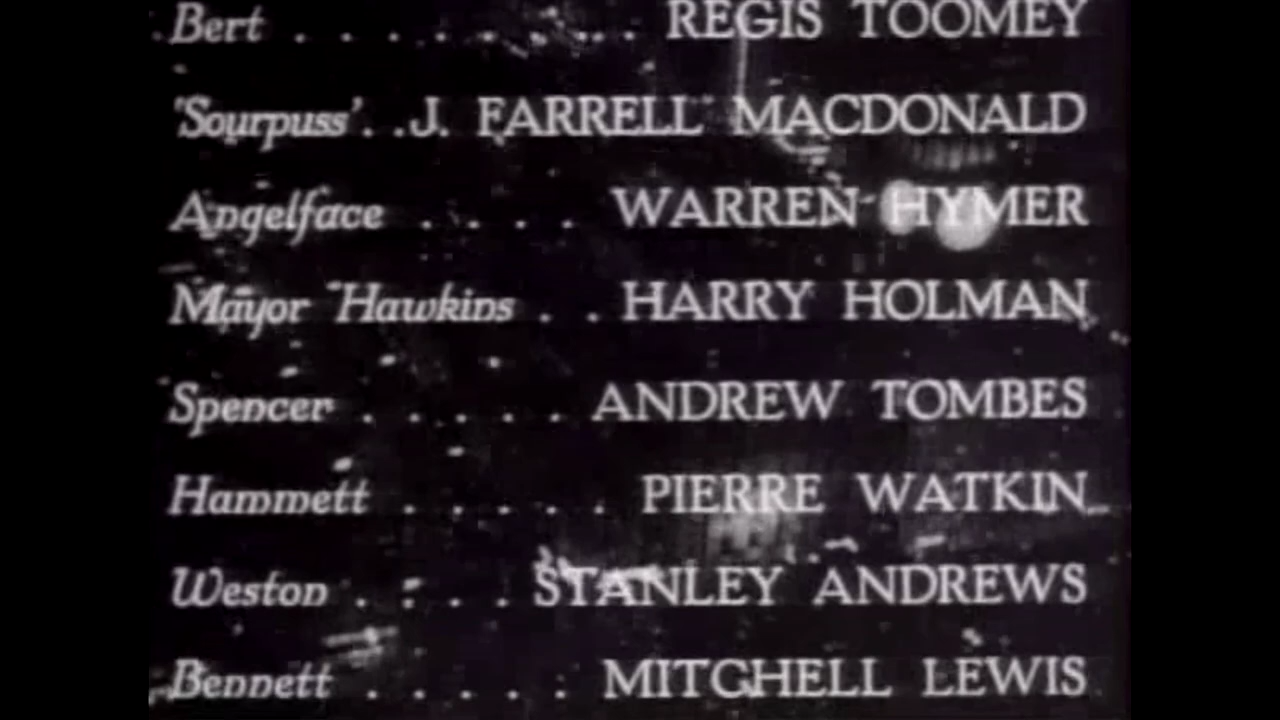 Bert . . . . . . . . REGIS TOOMEY
'Sourpuss'. .J. FARRELL MACDONALD
Angelface . . . . WARREN HYMER
Mayor Hawkins . . HARRY HOLMAN
Spencer . . . . . ANDREW TOMBES
Hammett . . . . . PIERRE WATKIN
Weston . . . . STANLEY ANDREWS
Bennett . . . . . MITCHELL LEWIS